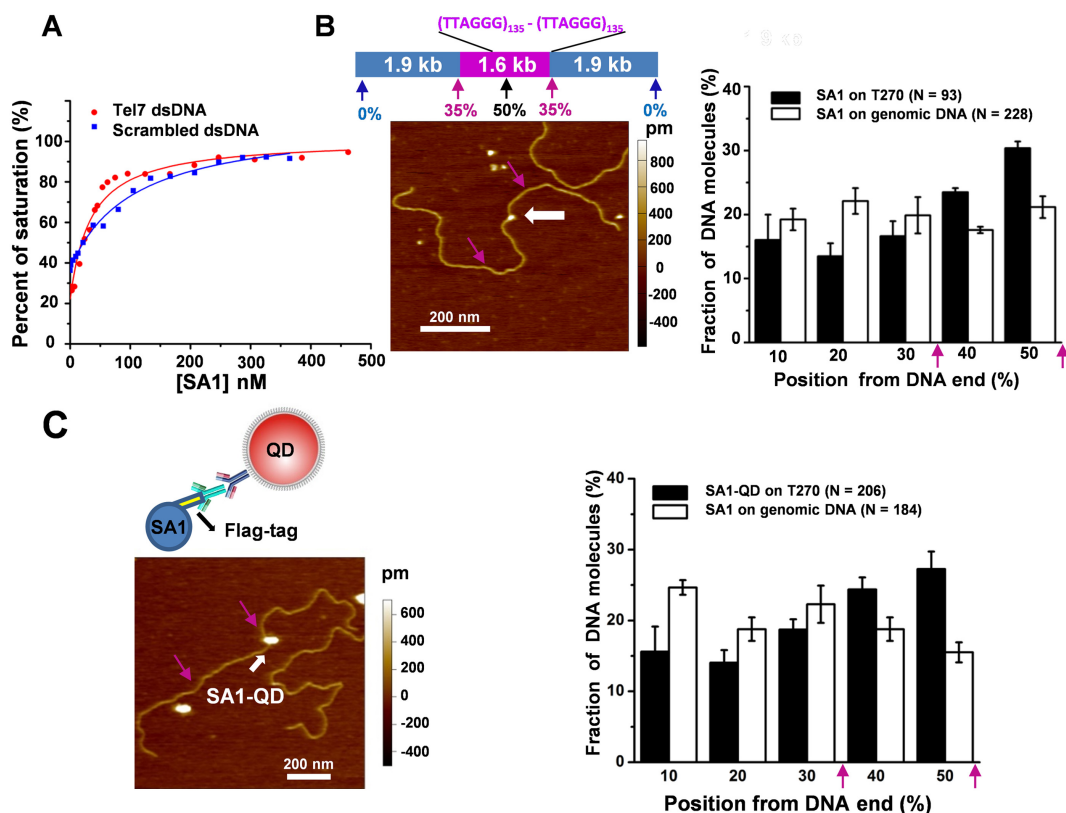 A
Percent of saturation (%)
100
80
60
40
20
0
Tel7 dsDNA
Scrambled dsDNA
0 100 200 300 400 500
[SA1] nM
B
(TTAGGG)135 - (TTAGGG)135
1.9 kb 1.6 kb 1.9 kb
0% 35% 50% 35% 0%
pm
800
600
400
200
0
-200
-400
200 nm
Fraction of DNA molecules (%)
40
30
20
10
0
SA1 on T270 (N = 93)
SA1 on genomic DNA (N = 228)
10 20 30 40 50
Position from DNA end (%)
C
QD
SA1
Flag-tag
pm
600
400
200
0
-200
-400
SA1-QD
200 nm
Fraction of DNA molecules (%)
40
30
20
10
0
SA1-QD on T270 (N = 206)
SA1 on genomic DNA (N = 184)
10 20 30 40 50
Position from DNA end (%)